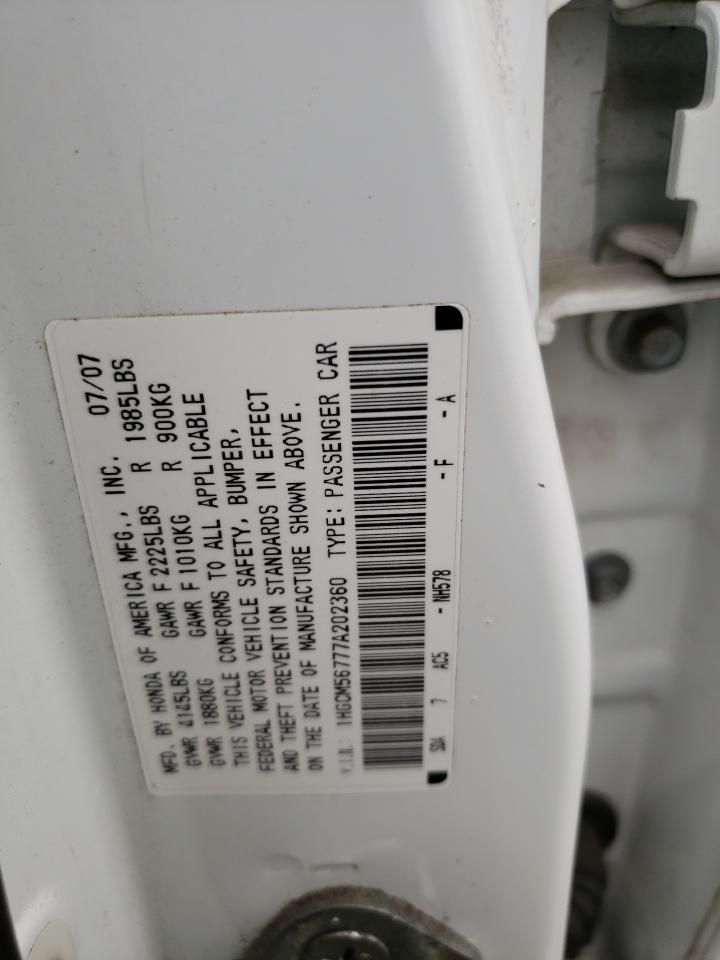 MFD. BY HONDA OF AMERICA MFG., INC. 07/07
GVWR 4145LBS GAWR F 2225LBS R 1985LBS
GVWR 1880KG GAWR F 1010KG R 900KG
THIS VEHICLE CONFORMS TO ALL APPLICABLE
FEDERAL MOTOR VEHICLE SAFETY, BUMPER,
AND THEFT PREVENTION STANDARDS IN EFFECT
ON THE DATE OF MANUFACTURE SHOWN ABOVE.
V.I.N.: 1HGCM56777A202360 TYPE: PASSENGER CAR
SDA 7 AC5 - NH578 - F - A